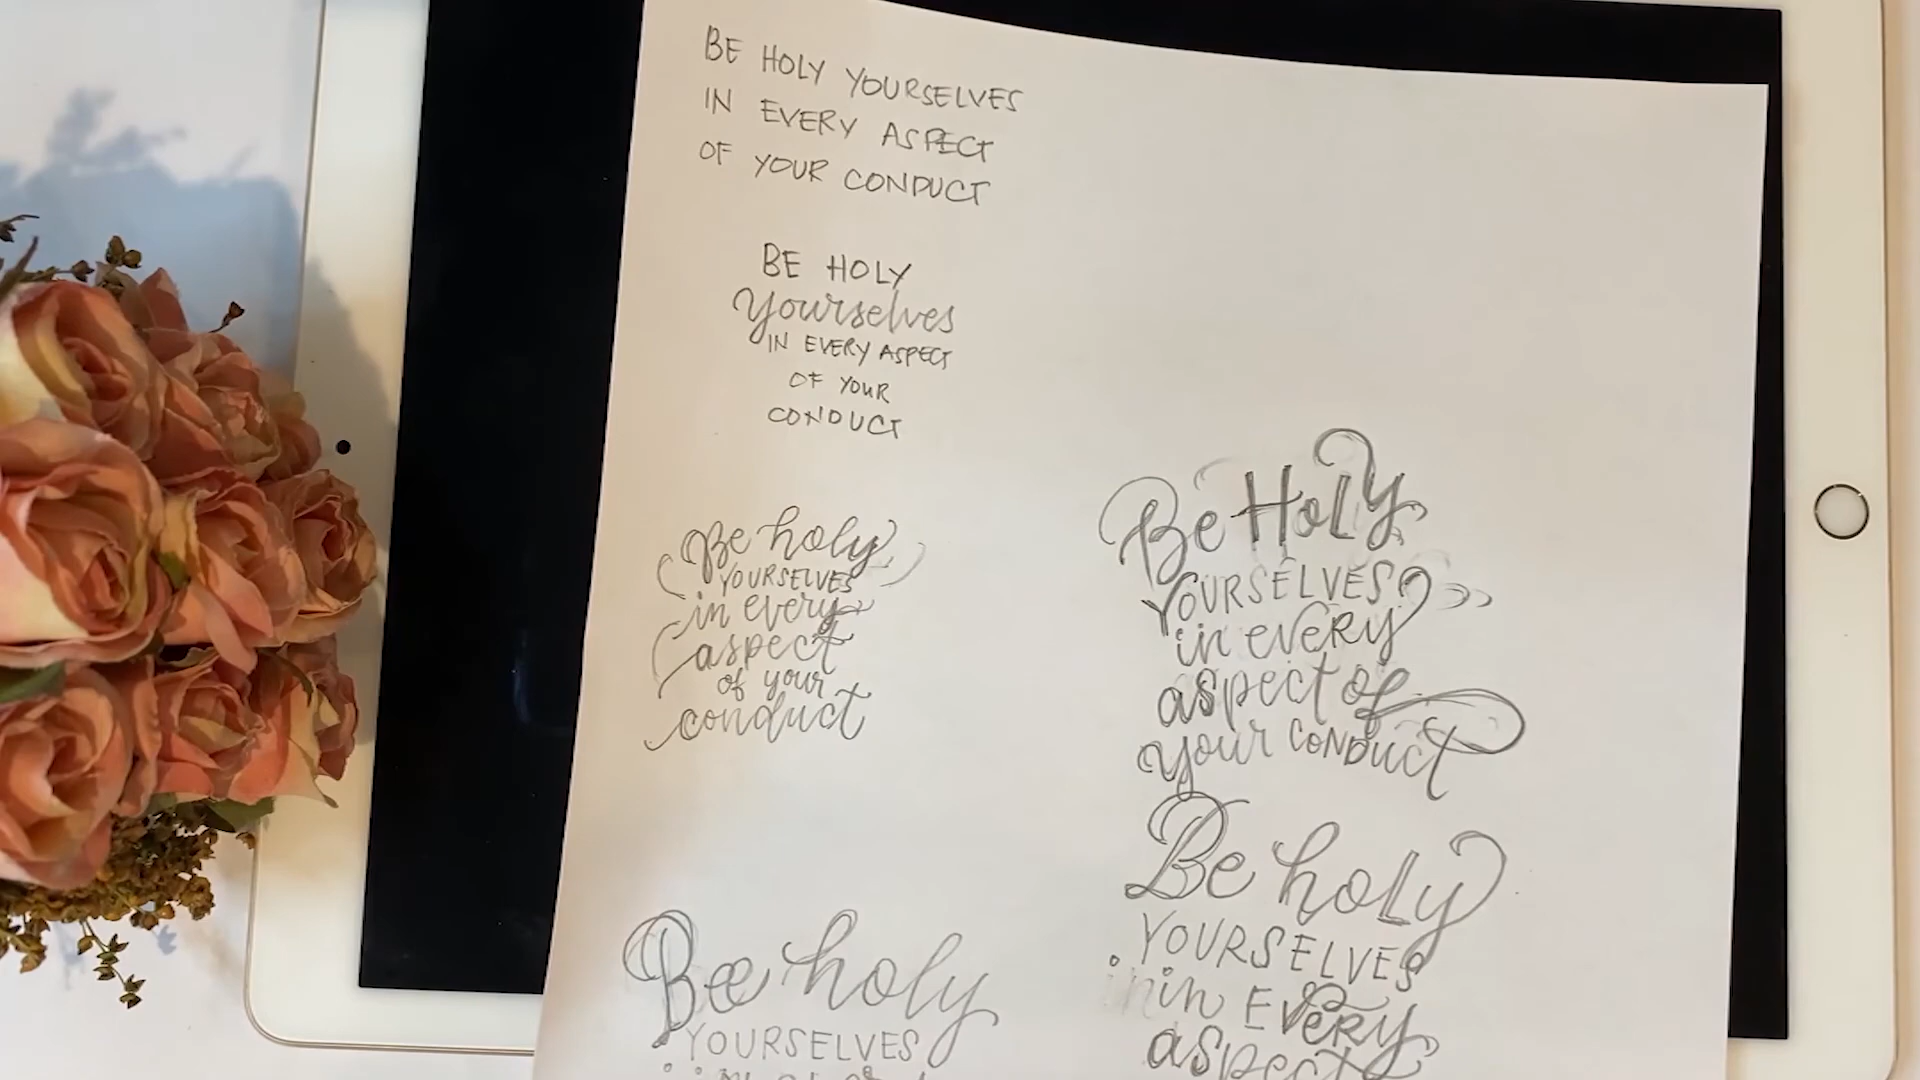 BE HOLY YOURSELVES
IN EVERY ASPECT
OF YOUR CONDUCT
BE HOLY
yourselves
IN EVERY ASPECT
OF YOUR
CONDUCT
Be holy
YOURSELVES
in every
aspect
of your
conduct
Be HoLy
YOURSELVES
in eveRy
aspect of
your CONDuct
Be hoLy
YOURSELVES
in EVeRy
aspect
Be holy
YOURSELVES